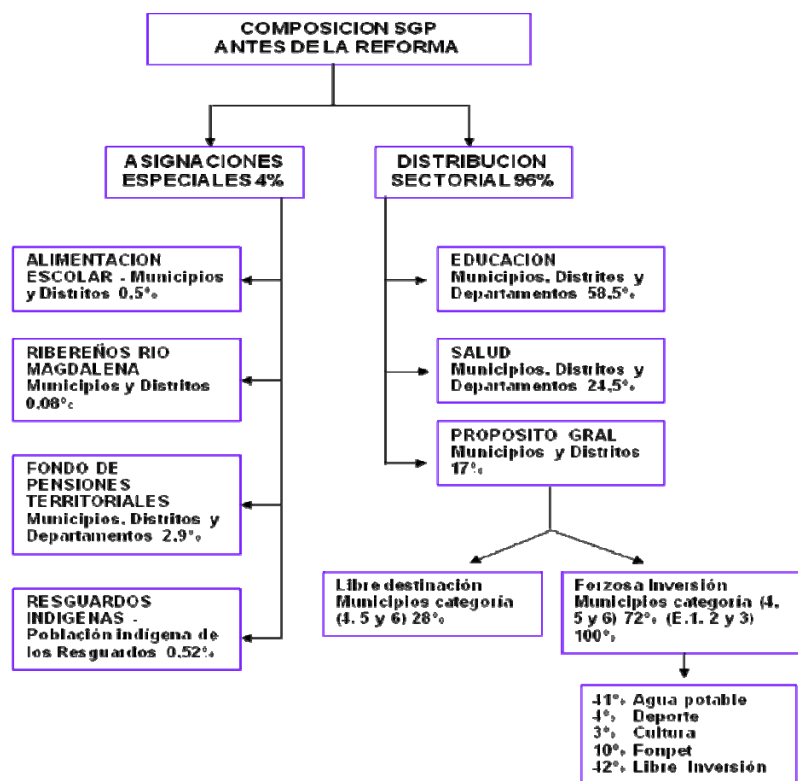 COMPOSICION SGP
ANTES DE LA REFORMA
ASIGNACIONES
ESPECIALES 4%
DISTRIBUCION
SECTORIAL 96%
ALIMENTACION
ESCOLAR - Municipios
y Distritos 0,5%
RIBEREÑOS RIO
MAGDALENA
Municipios y Distritos
0,08%
FONDO DE
PENSIONES
TERRITORIALES
Municipios, Distritos y
Departamentos 2,9%
RESGUARDOS
INDIGENAS -
Población indígena de
los Resguardos 0,52%
EDUCACION
Municipios, Distritos y
Departamentos 58,5%
SALUD
Municipios, Distritos y
Departamentos 24,5%
PROPOSITO GRAL
Municipios y Distritos
17%
Libre destinación
Municipios categoría
(4, 5 y 6) 28%
Forzosa Inversión
Municipios categoría (4,
5 y 6) 72% (E,1, 2 y 3)
100%
41% Agua potable
4% Deporte
3% Cultura
10% Fonpet
42% Libre Inversión